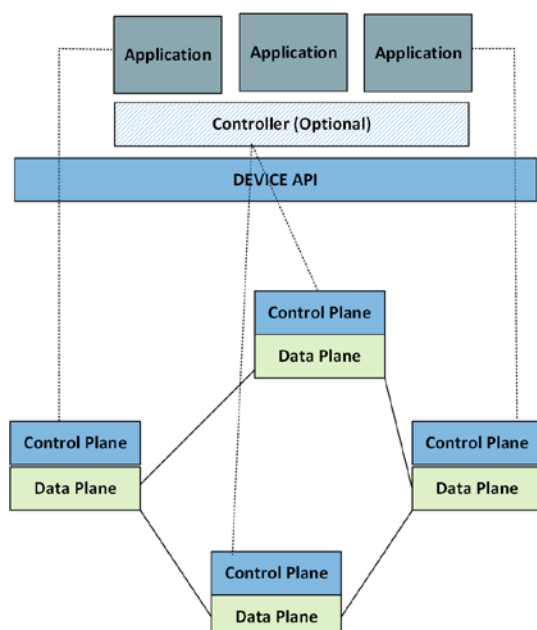 Application
Application
Application
Controller (Optional)
DEVICE API
Control Plane
Data Plane
Control Plane
Data Plane
Control Plane
Data Plane
Control Plane
Data Plane